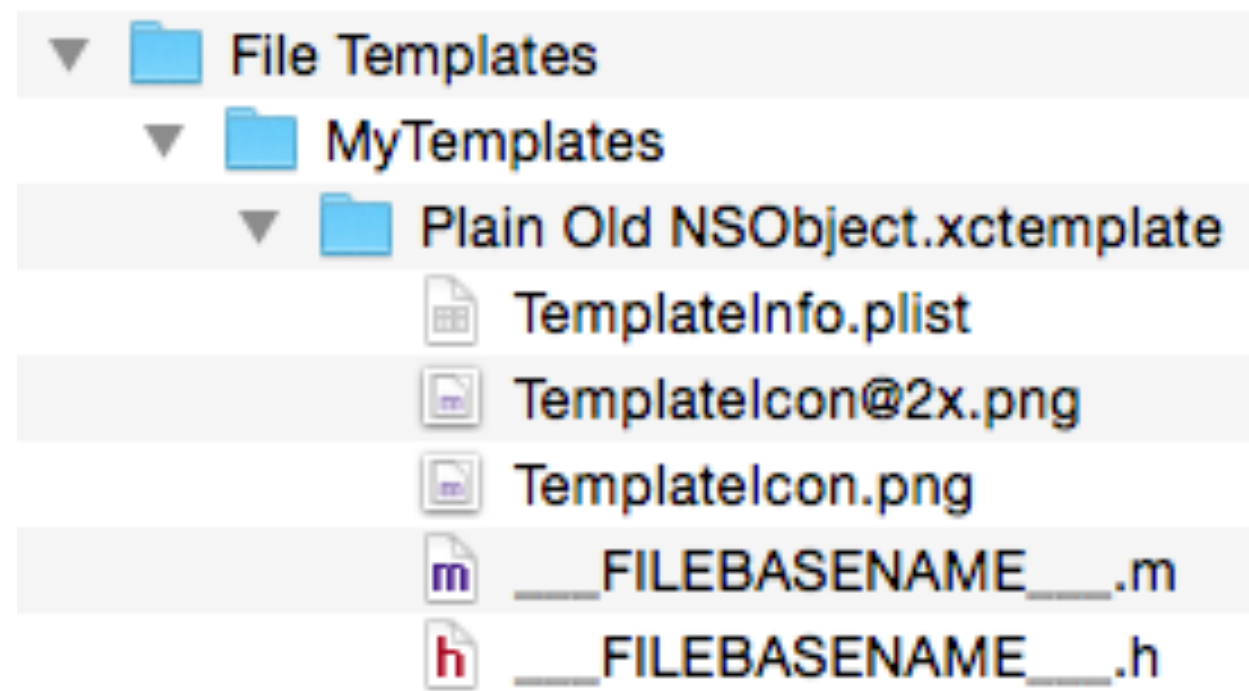 File Templates
MyTemplates
Plain Old NSObject.xctemplate
TemplateInfo.plist
TemplateIcon@2x.png
TemplateIcon.png
m ___FILEBASENAME___.m
h ___FILEBASENAME___.h